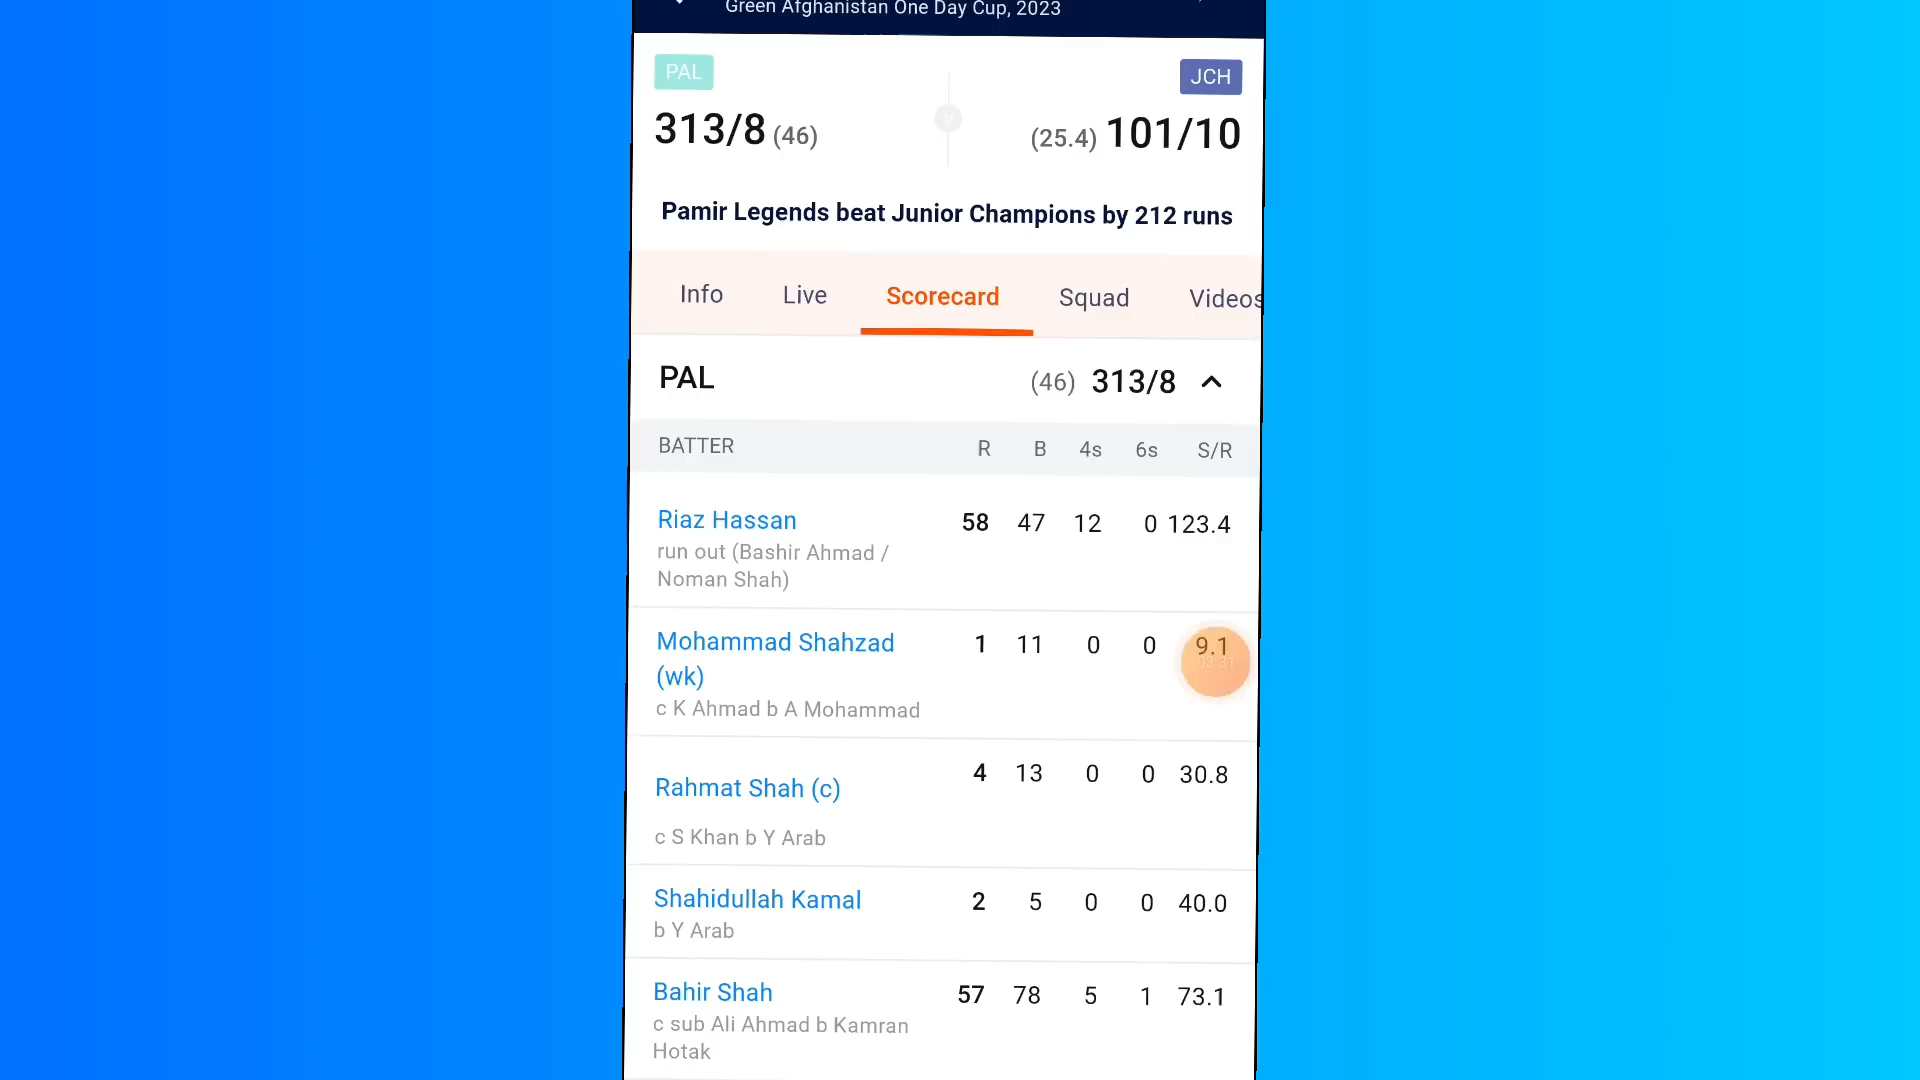 Green Afghanistan One Day Cup, 2023
PAL
JCH
313/8 (46)
V
(25.4) 101/10
Pamir Legends beat Junior Champions by 212 runs
Info Live Scorecard Squad Videos
PAL (46) 313/8
BATTER R B 4s 6s S/R
Riaz Hassan 58 47 12 0 123.4
run out (Bashir Ahmad /
Noman Shah)
Mohammad Shahzad 1 11 0 0 9.1
(wk)
03:31
c K Ahmad b A Mohammad
Rahmat Shah (c) 4 13 0 0 30.8
c S Khan b Y Arab
Shahidullah Kamal 2 5 0 0 40.0
b Y Arab
Bahir Shah 57 78 5 1 73.1
c sub Ali Ahmad b Kamran
Hotak